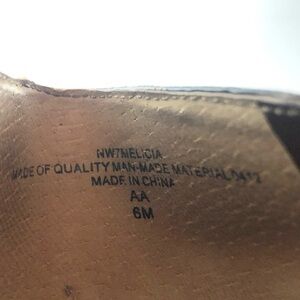 NW7MELICIA
MADE OF QUALITY MAN-MADE MATERIAL 0412
MADE IN CHINA
AA
6M